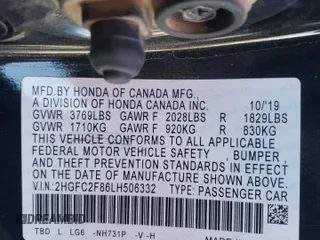 MFD.BY HONDA OF CANADA MFG.,
A DIVISION OF HONDA CANADA INC. 10/'19
GVWR 3769LBS GAWR F 2028LBS R 1829LBS
GVWR 1710KG GAWR F 920KG R 830KG
THIS VEHICLE CONFORMS TO ALL APPLICABLE
FEDERAL MOTOR VEHICLE SAFETY, BUMPER,
AND THEFT PREVENTION STANDARDS IN EFFECT
ON THE DATE OF MANUFACTURE SHOWN ABOVE.
V.I.N.:2HGFC2F86LH506332 TYPE:PASSENGER CAR
TBD L LG6 -NH731P -V -H